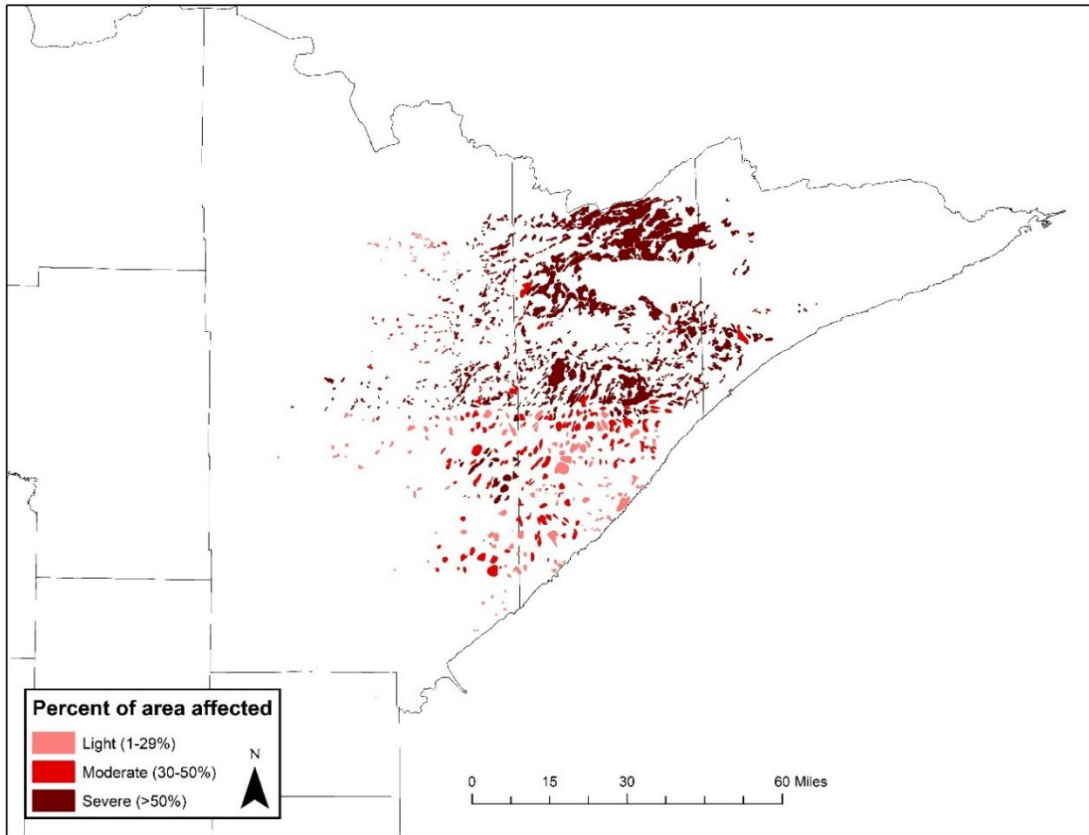 Percent of area affected
Light (1-29%)
Moderate (30-50%)
Severe (>50%)
N
0 15 30 60 Miles